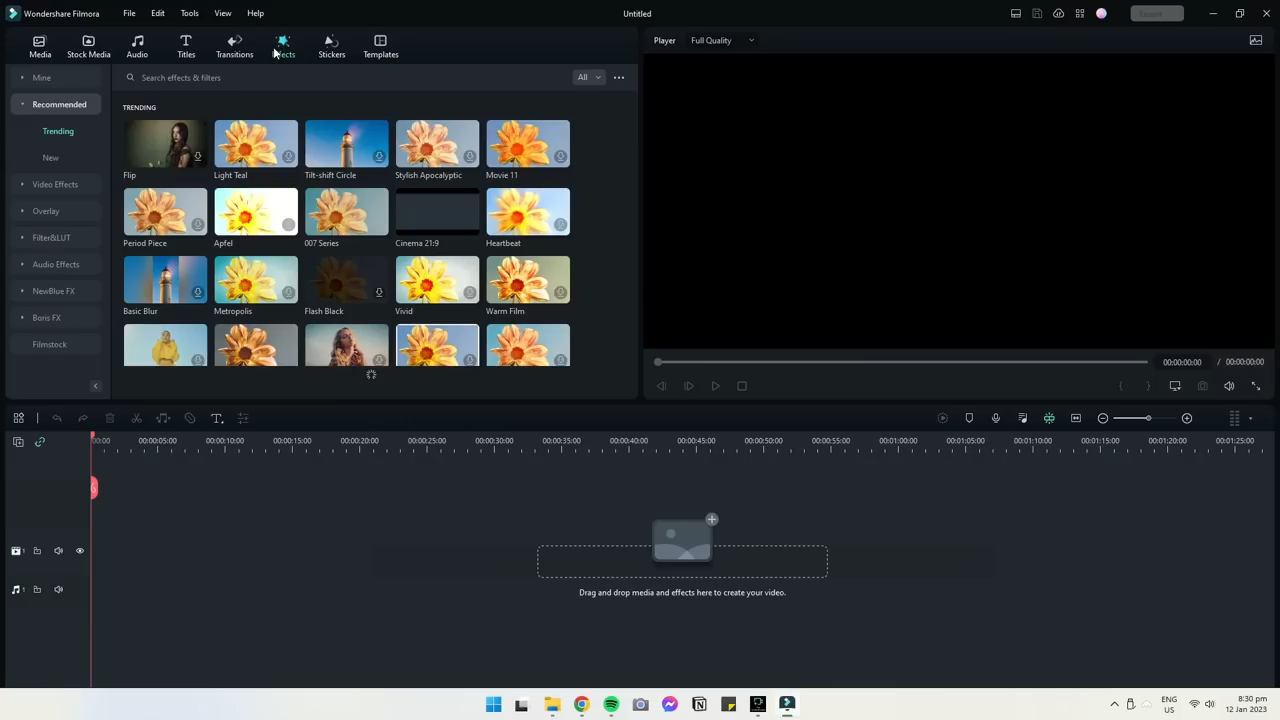 Wondershare Filmora File Edit Tools View Help Untitled Export
Media Stock Media Audio Titles Transitions Effects Stickers Templates
Player Full Quality
Mine
Recommended
Trending
New
Video Effects
Overlay
Filter&LUT
Audio Effects
NewBlue FX
Boris FX
Filmstock
Search effects & filters All
TRENDING
Flip Light Teal Tilt-shift Circle Stylish Apocalyptic Movie 11
Period Piece Apfel 007 Series Cinema 21:9 Heartbeat
Basic Blur Metropolis Flash Black Vivid Warm Film
00:00:00:00 / 00:00:00:00
00:00 00:00:05:00 00:00:10:00 00:00:15:00 00:00:20:00 00:00:25:00 00:00:30:00 00:00:35:00 00:00:40:00 00:00:45:00 00:00:50:00 00:00:55:00 00:01:00:00 00:01:05:00 00:01:10:00 00:01:15:00 00:01:20:00 00:01:25:00
1
1
Drag and drop media and effects here to create your video.
ENG
US
8:30 pm
12 Jan 2023